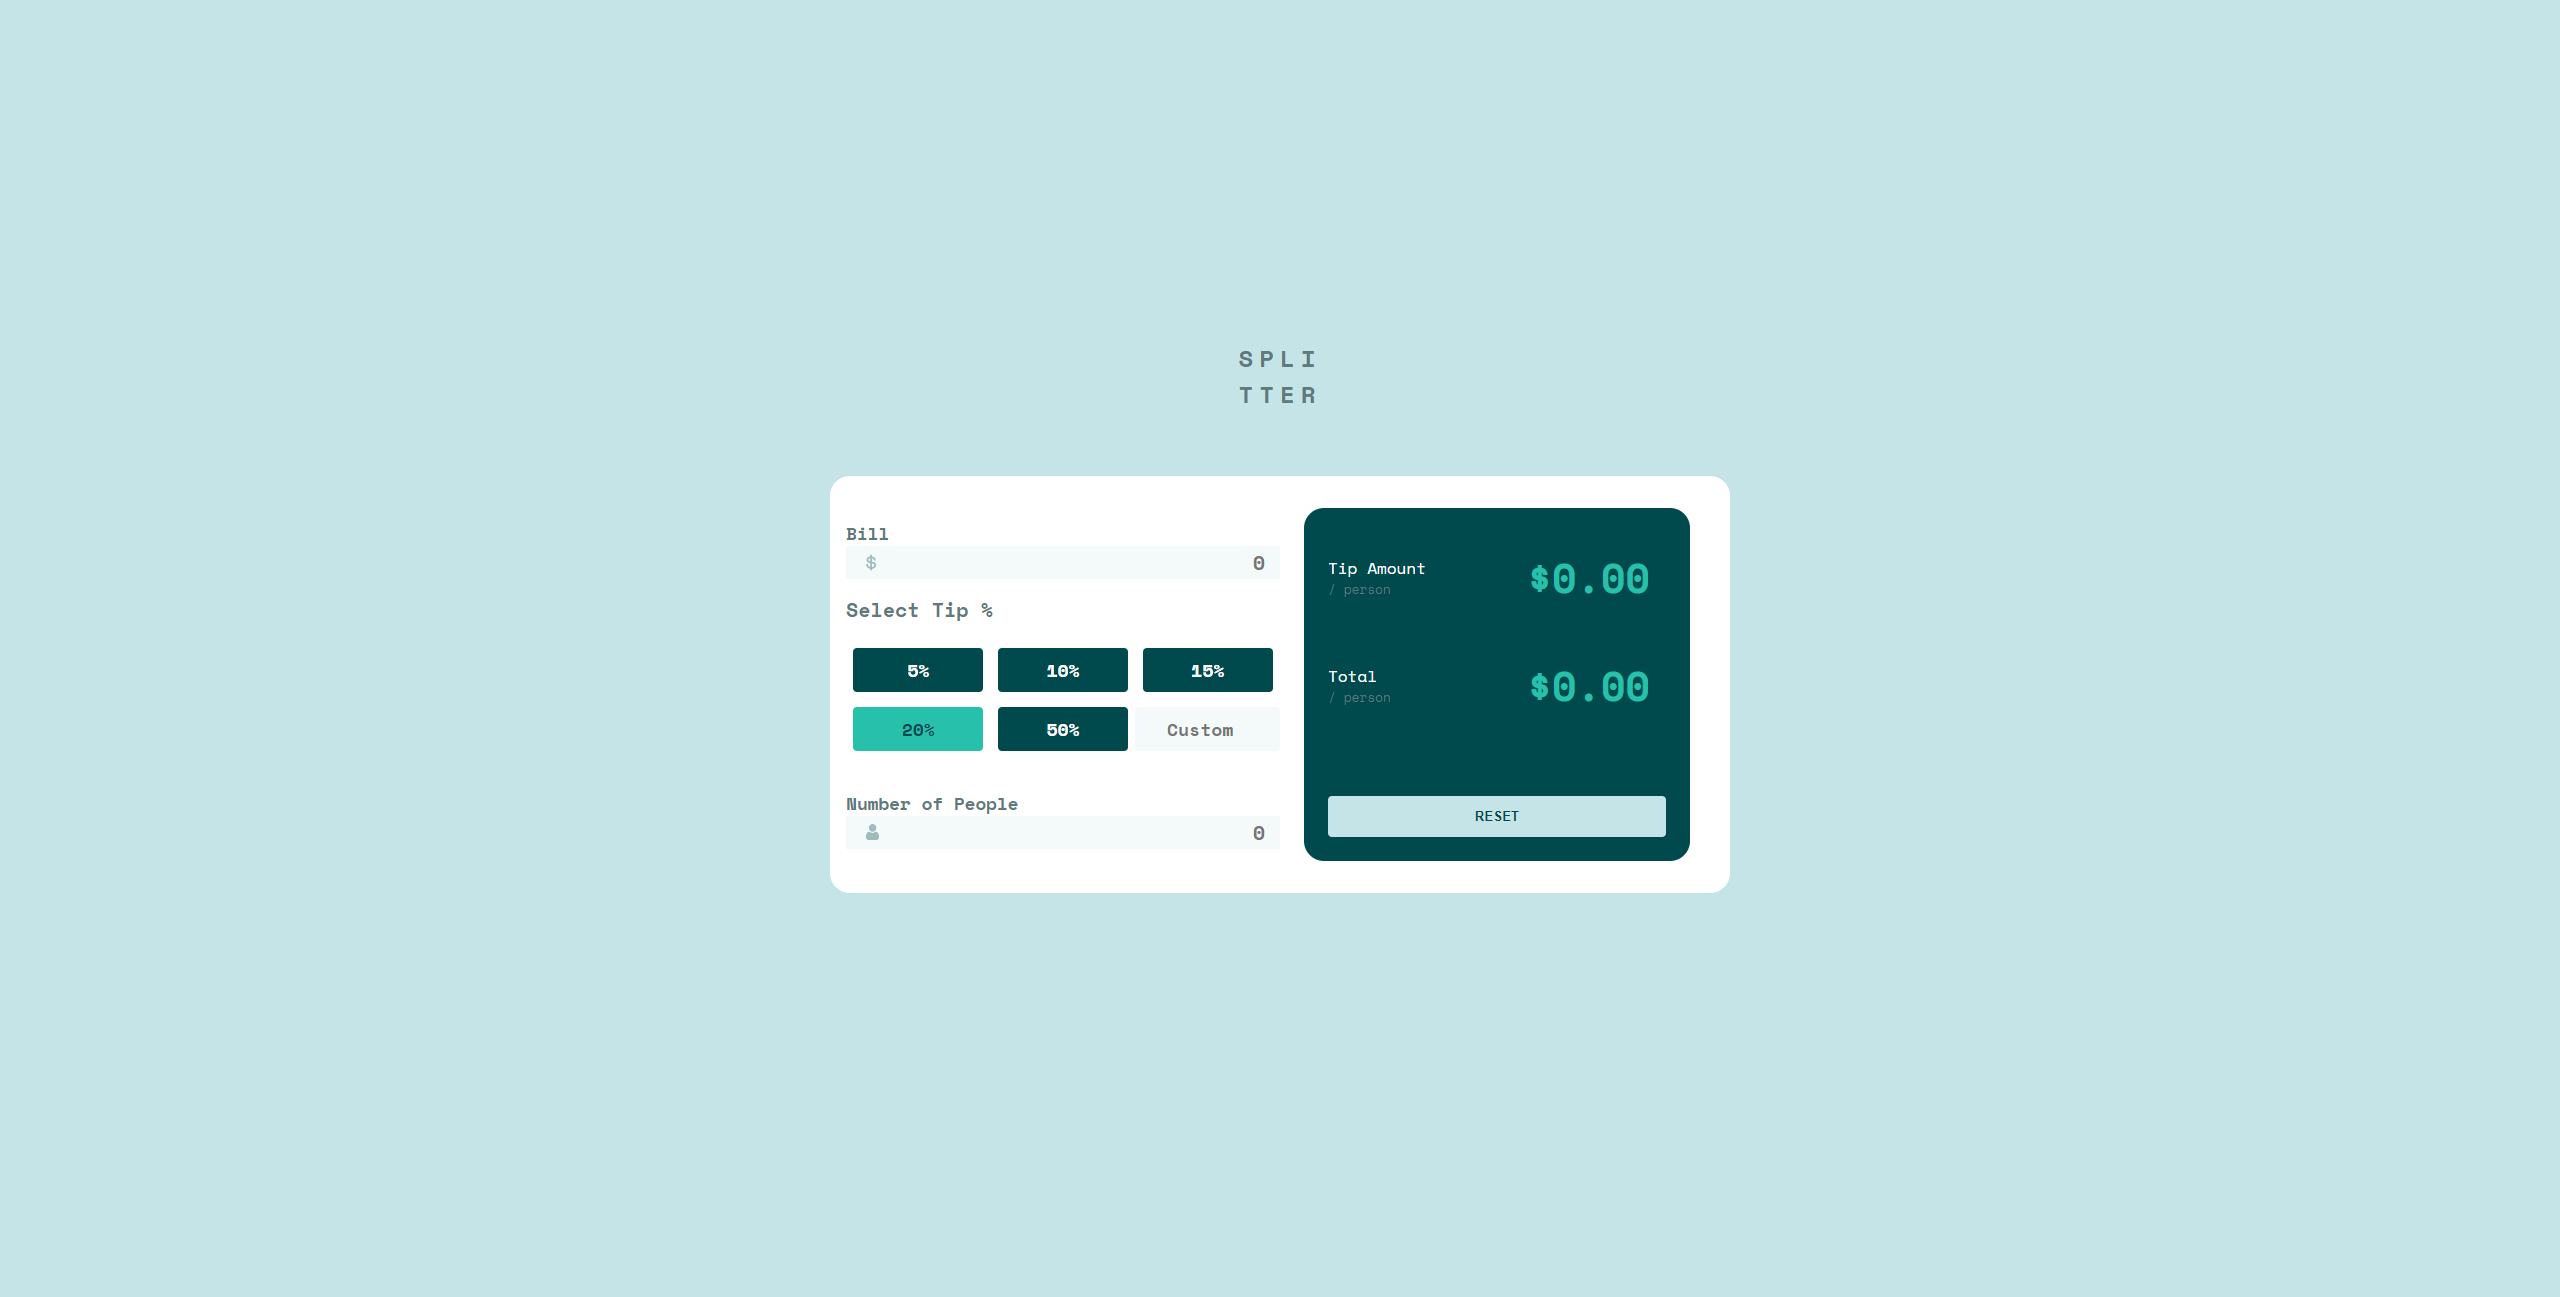 SPLI
TTER
Bill
$ 0
Select Tip %
5% 10% 15%
20% 50% Custom
Number of People
0
Tip Amount
/ person
$0.00
Total
/ person
$0.00
RESET